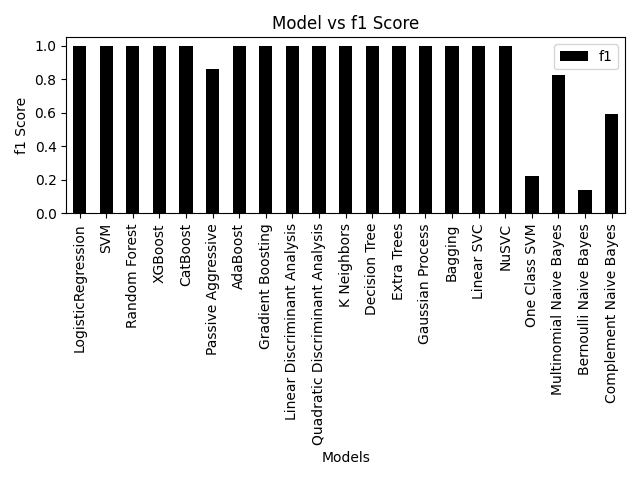 Model vs f1 Score
f1
f1 Score
1.0
0.8
0.6
0.4
0.2
0.0
LogisticRegression
SVM
Random Forest
XGBoost
CatBoost
Passive Aggressive
AdaBoost
Gradient Boosting
Linear Discriminant Analysis
Quadratic Discriminant Analysis
K Neighbors
Decision Tree
Extra Trees
Gaussian Process
Bagging
Linear SVC
NuSVC
One Class SVM
Multinomial Naive Bayes
Bernoulli Naive Bayes
Complement Naive Bayes
Models